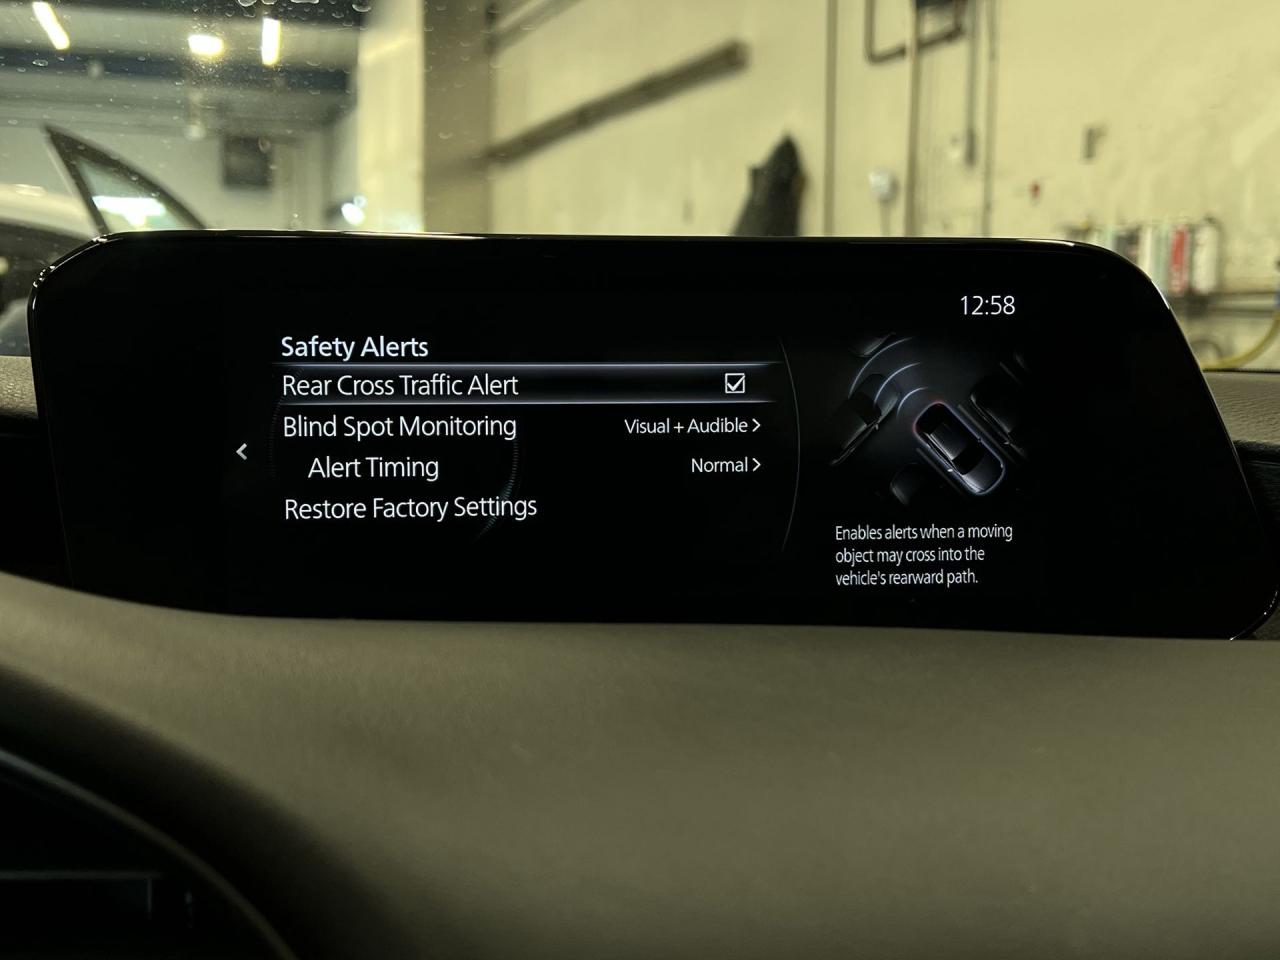 12:58
Safety Alerts
Rear Cross Traffic Alert
Blind Spot Monitoring Visual + Audible >
Alert Timing Normal >
Restore Factory Settings
<
Enables alerts when a moving
object may cross into the
vehicle's rearward path.